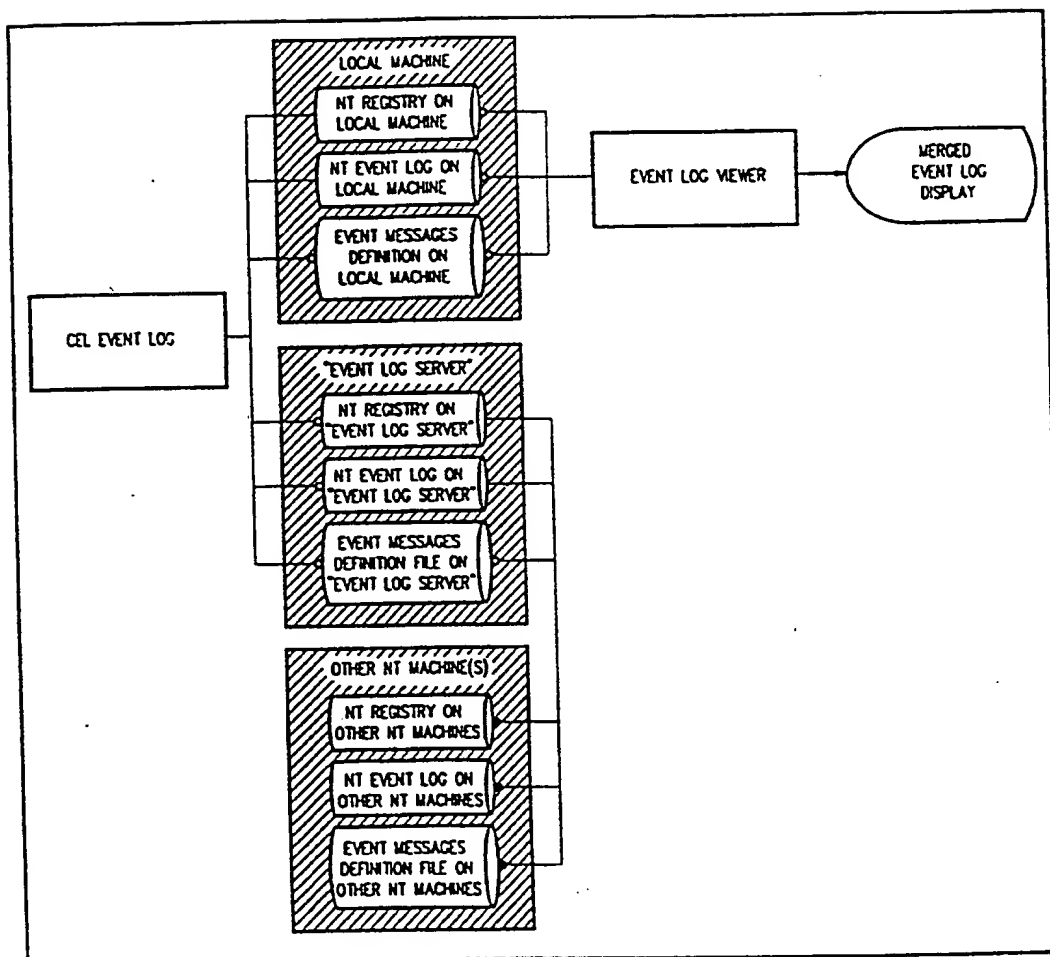 LOCAL MACHINE
NT REGISTRY ON
LOCAL MACHINE
NT EVENT LOG ON
LOCAL MACHINE
EVENT MESSAGES
DEFINITION ON
LOCAL MACHINE
CEL EVENT LOG
EVENT LOG VIEWER
MERGED
EVENT LOG
DISPLAY
"EVENT LOG SERVER"
NT REGISTRY ON
"EVENT LOG SERVER"
NT EVENT LOG ON
"EVENT LOG SERVER"
EVENT MESSAGES
DEFINITION FILE ON
"EVENT LOG SERVER"
OTHER NT MACHINE(S)
NT REGISTRY ON
OTHER NT MACHINES
NT EVENT LOG ON
OTHER NT MACHINES
EVENT MESSAGES
DEFINITION FILE ON
OTHER NT MACHINES